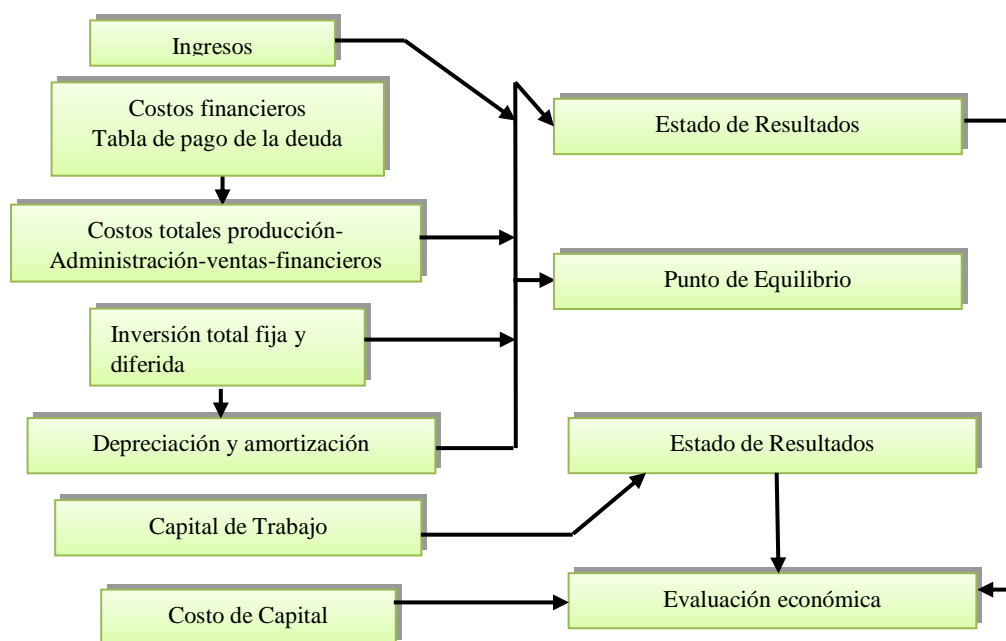 Ingresos
Costos financieros
Tabla de pago de la deuda
Estado de Resultados
Costos totales producción-
Administración-ventas-financieros
Punto de Equilibrio
Inversión total fija y
diferida
Depreciación y amortización
Estado de Resultados
Capital de Trabajo
Costo de Capital
Evaluación económica